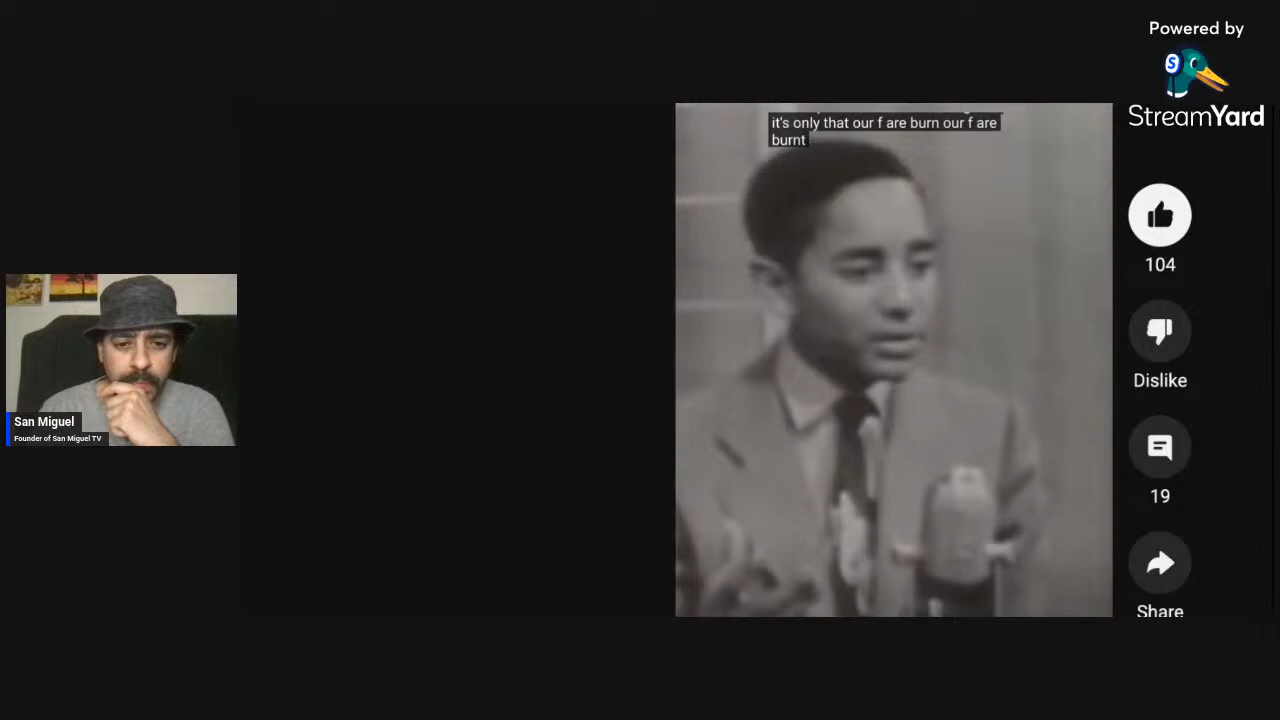 Powered by
S
StreamYard
it's only that our f are burn our f are
burnt
104
Dislike
19
Share
San Miguel
Founder of San Miguel TV